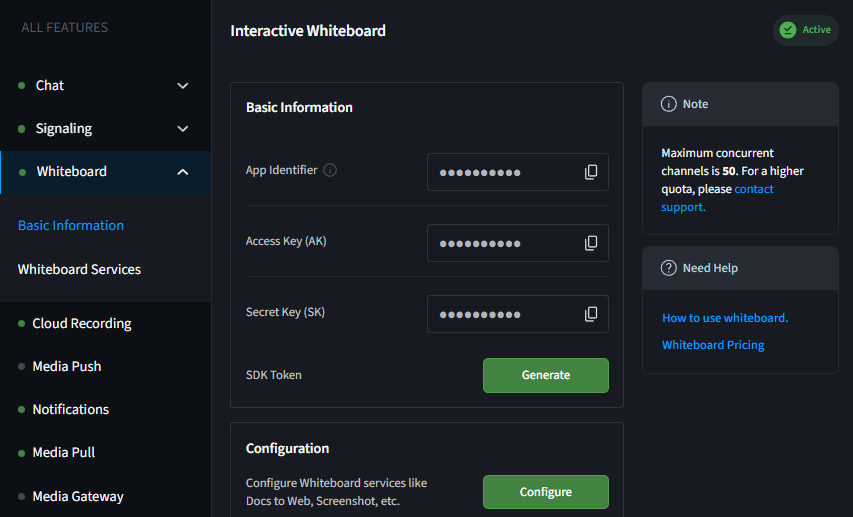 ALL FEATURES
Chat
Signaling
Whiteboard
Basic Information
Whiteboard Services
Cloud Recording
Media Push
Notifications
Media Pull
Media Gateway
Interactive Whiteboard
Active
Basic Information
App Identifier
Access Key (AK)
Secret Key (SK)
SDK Token
Generate
Configuration
Configure Whiteboard services like
Docs to Web, Screenshot, etc.
Configure
Note
Maximum concurrent
channels is 50. For a higher
quota, please contact
support.
Need Help
How to use whiteboard.
Whiteboard Pricing